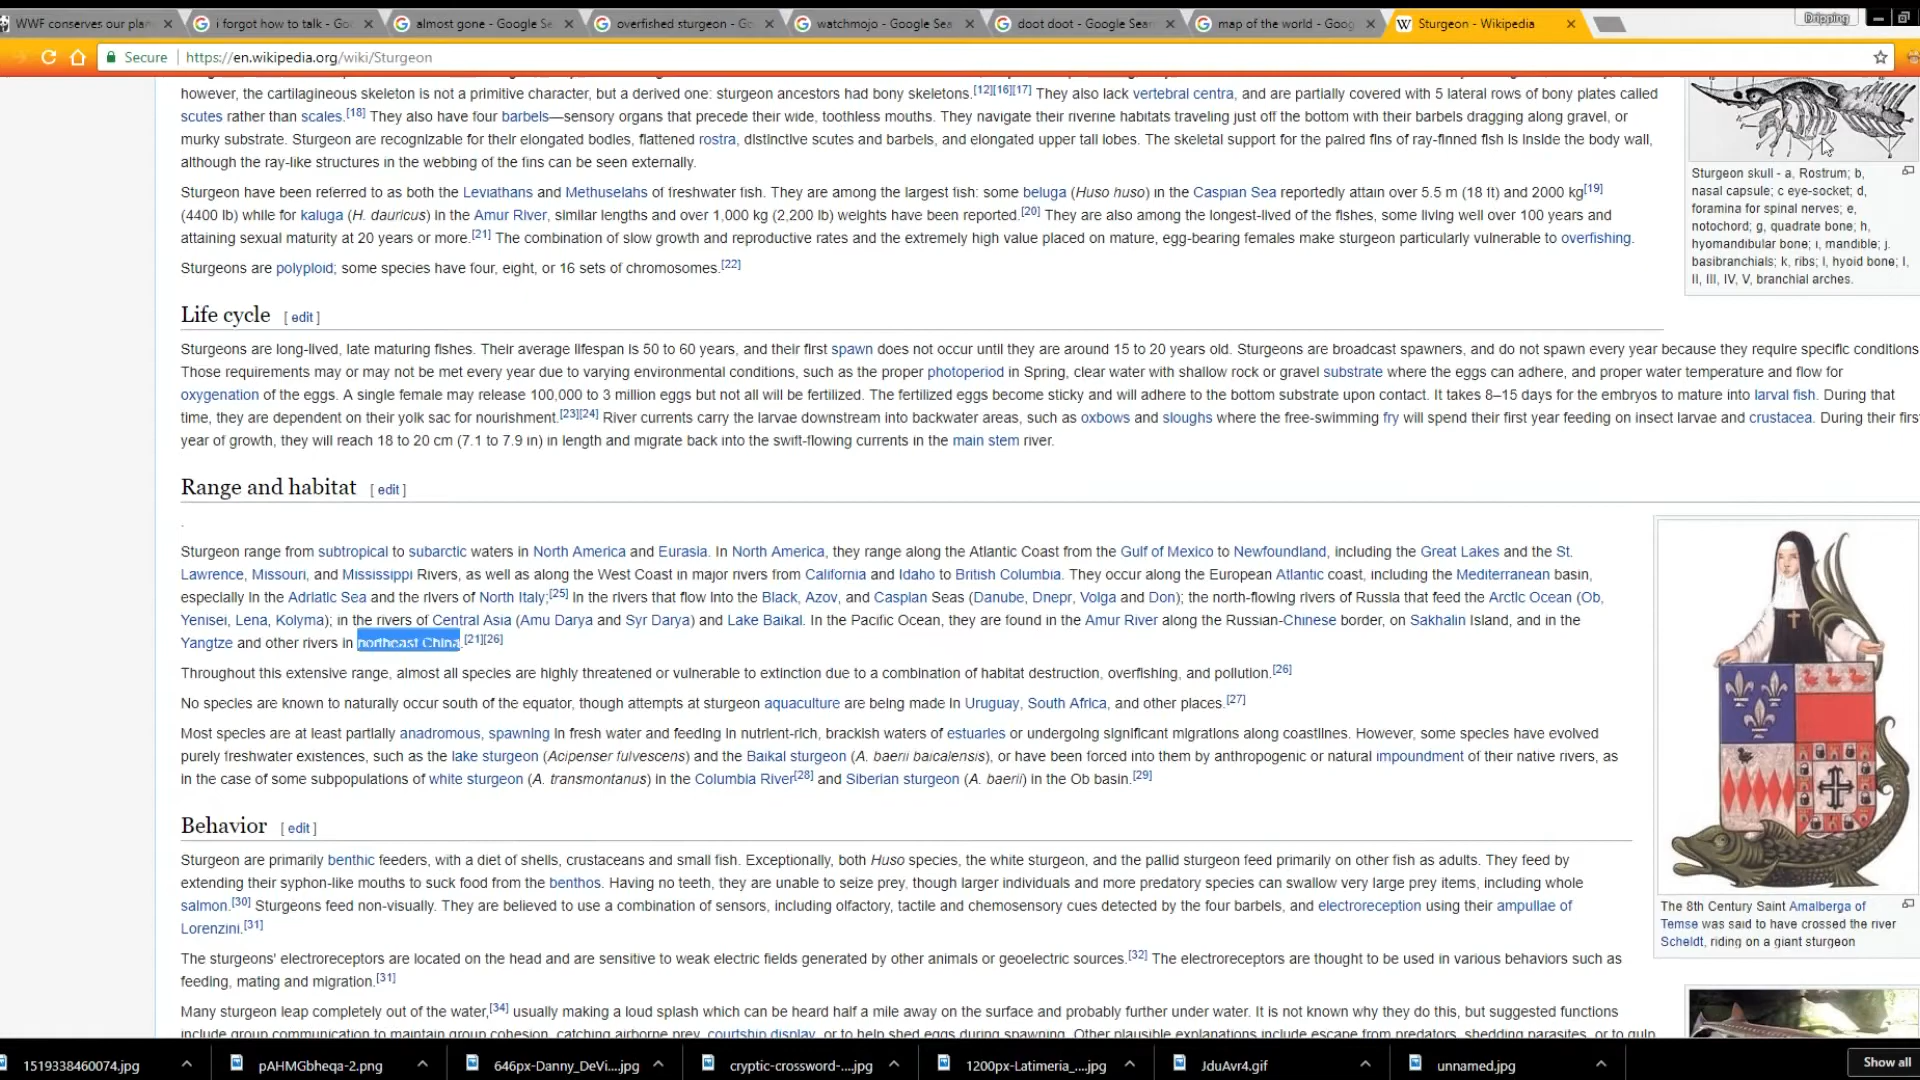 WWF conserves our plan
i forgot how to talk - Goo
almost gone - Google Se
overfished sturgeon - Go
watchmojo - Google Sea
doot doot - Google Sear
map of the world - Goog
Sturgeon - Wikipedia
Dripping
Secure https://en.wikipedia.org/wiki/Sturgeon
however, the cartilagineous skeleton is not a primitive character, but a derived one: sturgeon ancestors had bony skeletons.[12][16][17] They also lack vertebral centra, and are partially covered with 5 lateral rows of bony plates called
scutes rather than scales.[18] They also have four barbels—sensory organs that precede their wide, toothless mouths. They navigate their riverine habitats traveling just off the bottom with their barbels dragging along gravel, or
murky substrate. Sturgeon are recognizable for their elongated bodies, flattened rostra, distinctive scutes and barbels, and elongated upper tail lobes. The skeletal support for the paired fins of ray-finned fish is inside the body wall,
although the ray-like structures in the webbing of the fins can be seen externally.
Sturgeon have been referred to as both the Leviathans and Methuselahs of freshwater fish. They are among the largest fish: some beluga (Huso huso) in the Caspian Sea reportedly attain over 5.5 m (18 ft) and 2000 kg[19]
(4400 lb) while for kaluga (H. dauricus) in the Amur River, similar lengths and over 1,000 kg (2,200 lb) weights have been reported.[20] They are also among the longest-lived of the fishes, some living well over 100 years and
attaining sexual maturity at 20 years or more.[21] The combination of slow growth and reproductive rates and the extremely high value placed on mature, egg-bearing females make sturgeon particularly vulnerable to overfishing.
Sturgeons are polyploid; some species have four, eight, or 16 sets of chromosomes.[22]
Sturgeon skull - a, Rostrum; b,
nasal capsule; c eye-socket; d,
foramina for spinal nerves; e,
notochord; g, quadrate bone; h,
hyomandibular bone; i, mandible; j.
basibranchials; k, ribs; l, hyoid bone; I,
II, III, IV, V, branchial arches.
Life cycle [ edit ]
Sturgeons are long-lived, late maturing fishes. Their average lifespan is 50 to 60 years, and their first spawn does not occur until they are around 15 to 20 years old. Sturgeons are broadcast spawners, and do not spawn every year because they require specific conditions
Those requirements may or may not be met every year due to varying environmental conditions, such as the proper photoperiod in Spring, clear water with shallow rock or gravel substrate where the eggs can adhere, and proper water temperature and flow for
oxygenation of the eggs. A single female may release 100,000 to 3 million eggs but not all will be fertilized. The fertilized eggs become sticky and will adhere to the bottom substrate upon contact. It takes 8–15 days for the embryos to mature into larval fish. During that
time, they are dependent on their yolk sac for nourishment.[23][24] River currents carry the larvae downstream into backwater areas, such as oxbows and sloughs where the free-swimming fry will spend their first year feeding on insect larvae and crustacea. During their first
year of growth, they will reach 18 to 20 cm (7.1 to 7.9 in) in length and migrate back into the swift-flowing currents in the main stem river.
Range and habitat [ edit ]
.
Sturgeon range from subtropical to subarctic waters in North America and Eurasia. In North America, they range along the Atlantic Coast from the Gulf of Mexico to Newfoundland, including the Great Lakes and the St.
Lawrence, Missouri, and Mississippi Rivers, as well as along the West Coast in major rivers from California and Idaho to British Columbia. They occur along the European Atlantic coast, including the Mediterranean basin,
especially in the Adriatic Sea and the rivers of North Italy;[25] in the rivers that flow into the Black, Azov, and Caspian Seas (Danube, Dnepr, Volga and Don); the north-flowing rivers of Russia that feed the Arctic Ocean (Ob,
Yenisei, Lena, Kolyma); in the rivers of Central Asia (Amu Darya and Syr Darya) and Lake Baikal. In the Pacific Ocean, they are found in the Amur River along the Russian-Chinese border, on Sakhalin Island, and in the
Yangtze and other rivers in northeast China.[21][26]
Throughout this extensive range, almost all species are highly threatened or vulnerable to extinction due to a combination of habitat destruction, overfishing, and pollution.[26]
No species are known to naturally occur south of the equator, though attempts at sturgeon aquaculture are being made in Uruguay, South Africa, and other places.[27]
Most species are at least partially anadromous, spawning in fresh water and feeding in nutrient-rich, brackish waters of estuaries or undergoing significant migrations along coastlines. However, some species have evolved
purely freshwater existences, such as the lake sturgeon (Acipenser fulvescens) and the Baikal sturgeon (A. baerii baicalensis), or have been forced into them by anthropogenic or natural impoundment of their native rivers, as
in the case of some subpopulations of white sturgeon (A. transmontanus) in the Columbia River[28] and Siberian sturgeon (A. baerii) in the Ob basin.[29]
The 8th Century Saint Amalberga of
Temse was said to have crossed the river
Scheldt, riding on a giant sturgeon
Behavior [ edit ]
Sturgeon are primarily benthic feeders, with a diet of shells, crustaceans and small fish. Exceptionally, both Huso species, the white sturgeon, and the pallid sturgeon feed primarily on other fish as adults. They feed by
extending their syphon-like mouths to suck food from the benthos. Having no teeth, they are unable to seize prey, though larger individuals and more predatory species can swallow very large prey items, including whole
salmon.[30] Sturgeons feed non-visually. They are believed to use a combination of sensors, including olfactory, tactile and chemosensory cues detected by the four barbels, and electroreception using their ampullae of
Lorenzini.[31]
The sturgeons' electroreceptors are located on the head and are sensitive to weak electric fields generated by other animals or geoelectric sources.[32] The electroreceptors are thought to be used in various behaviors such as
feeding, mating and migration.[31]
Many sturgeon leap completely out of the water,[34] usually making a loud splash which can be heard half a mile away on the surface and probably further under water. It is not known why they do this, but suggested functions
include group communication to maintain group cohesion, catching airborne prey, courtship display, or to help shed eggs during spawning. Other plausible explanations include escape from predators, shedding parasites, or to gulp
1519338460074.jpg
pAHMGbheqa-2.png
646px-Danny_DeVi....jpg
cryptic-crossword-....jpg
1200px-Latimeria_....jpg
JduAvr4.gif
unnamed.jpg
Show all